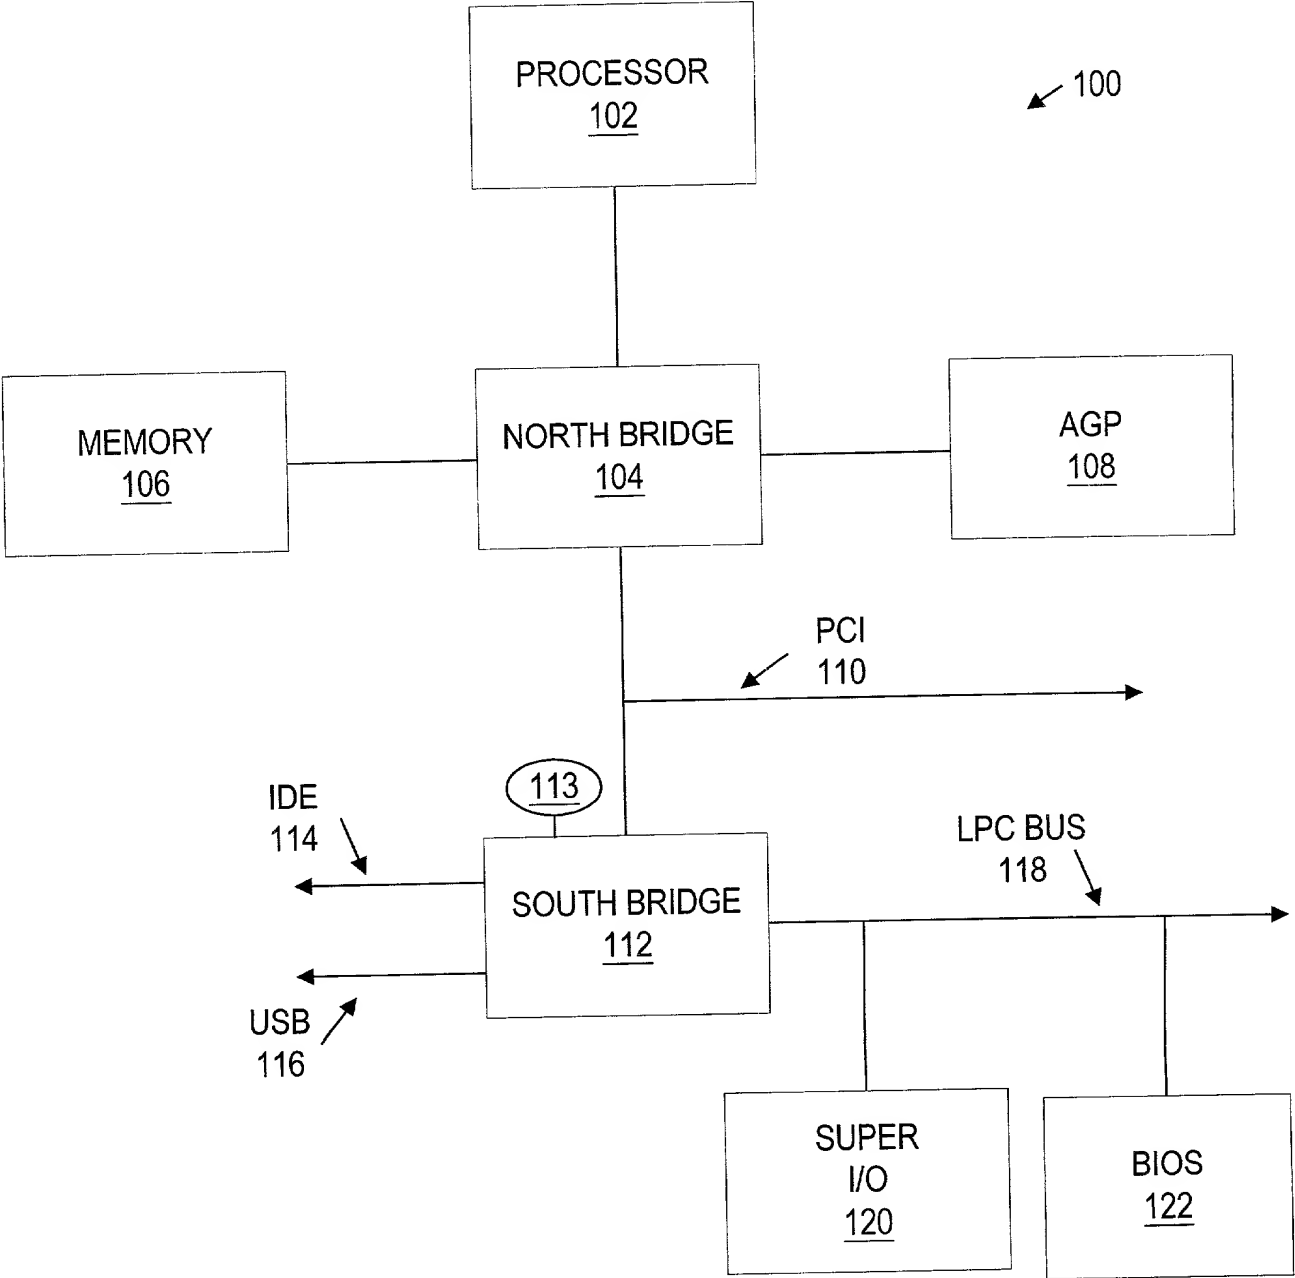 PROCESSOR
102
100
MEMORY
106
NORTH BRIDGE
104
AGP
108
PCI
110
113
IDE
114
LPC BUS
118
SOUTH BRIDGE
112
USB
116
SUPER
I/O
120
BIOS
122